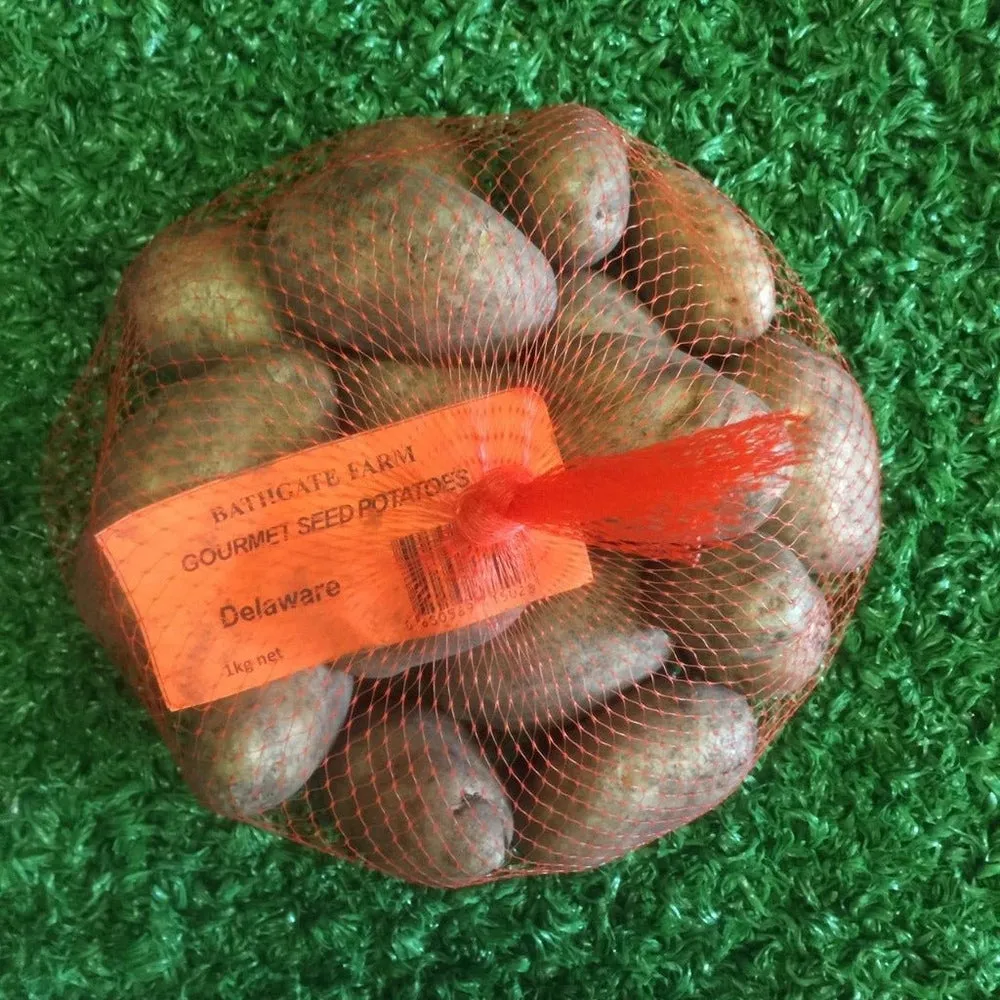 BATHGATE FARM
GOURMET SEED POTATOES
Delaware
1kg net